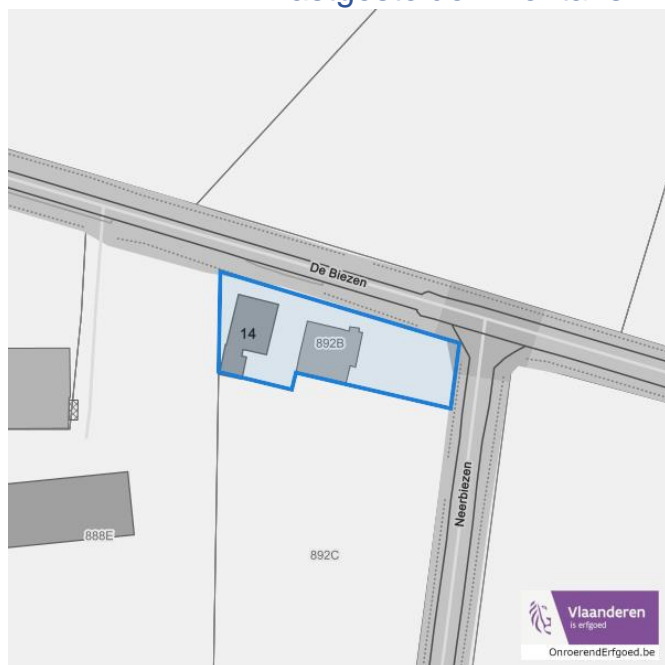 De Biezen
14
892B
Neerbiezen
888E
892C
Vlaanderen
is erfgoed
OnroerendErfgoed.be